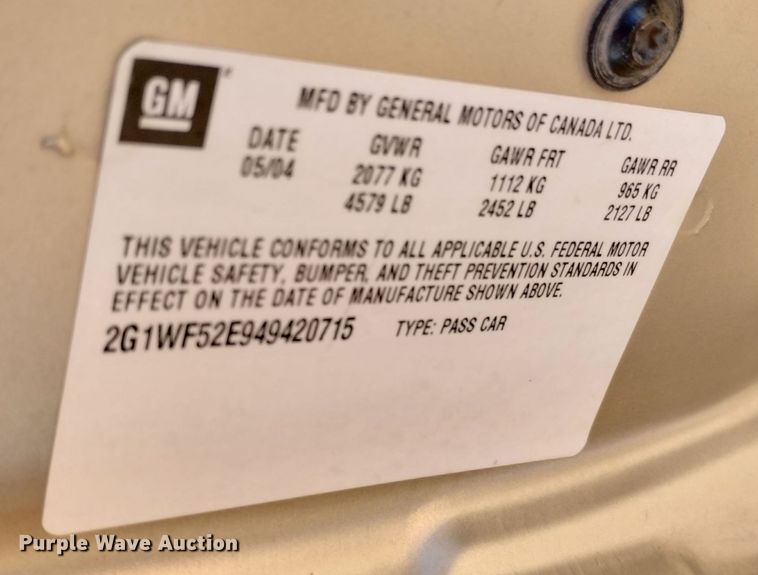 GM
MFD BY GENERAL MOTORS OF CANADA LTD.
DATE GVWR GAWR FRT GAWR RR
05/04 2077 KG 1112 KG 965 KG
4579 LB 2452 LB 2127 LB
THIS VEHICLE CONFORMS TO ALL APPLICABLE U.S. FEDERAL MOTOR
VEHICLE SAFETY, BUMPER, AND THEFT PREVENTION STANDARDS IN
EFFECT ON THE DATE OF MANUFACTURE SHOWN ABOVE.
2G1WF52E949420715 TYPE: PASS CAR
Purple Wave Auction